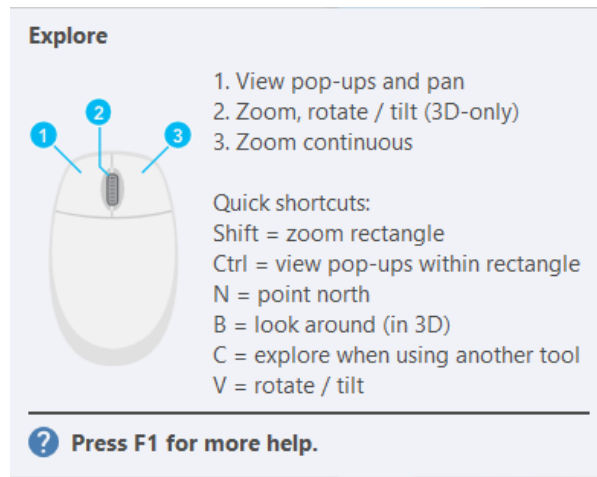 Explore
1
2
3
1. View pop-ups and pan
2. Zoom, rotate / tilt (3D-only)
3. Zoom continuous
Quick shortcuts:
Shift = zoom rectangle
Ctrl = view pop-ups within rectangle
N = point north
B = look around (in 3D)
C = explore when using another tool
V = rotate / tilt
? Press F1 for more help.